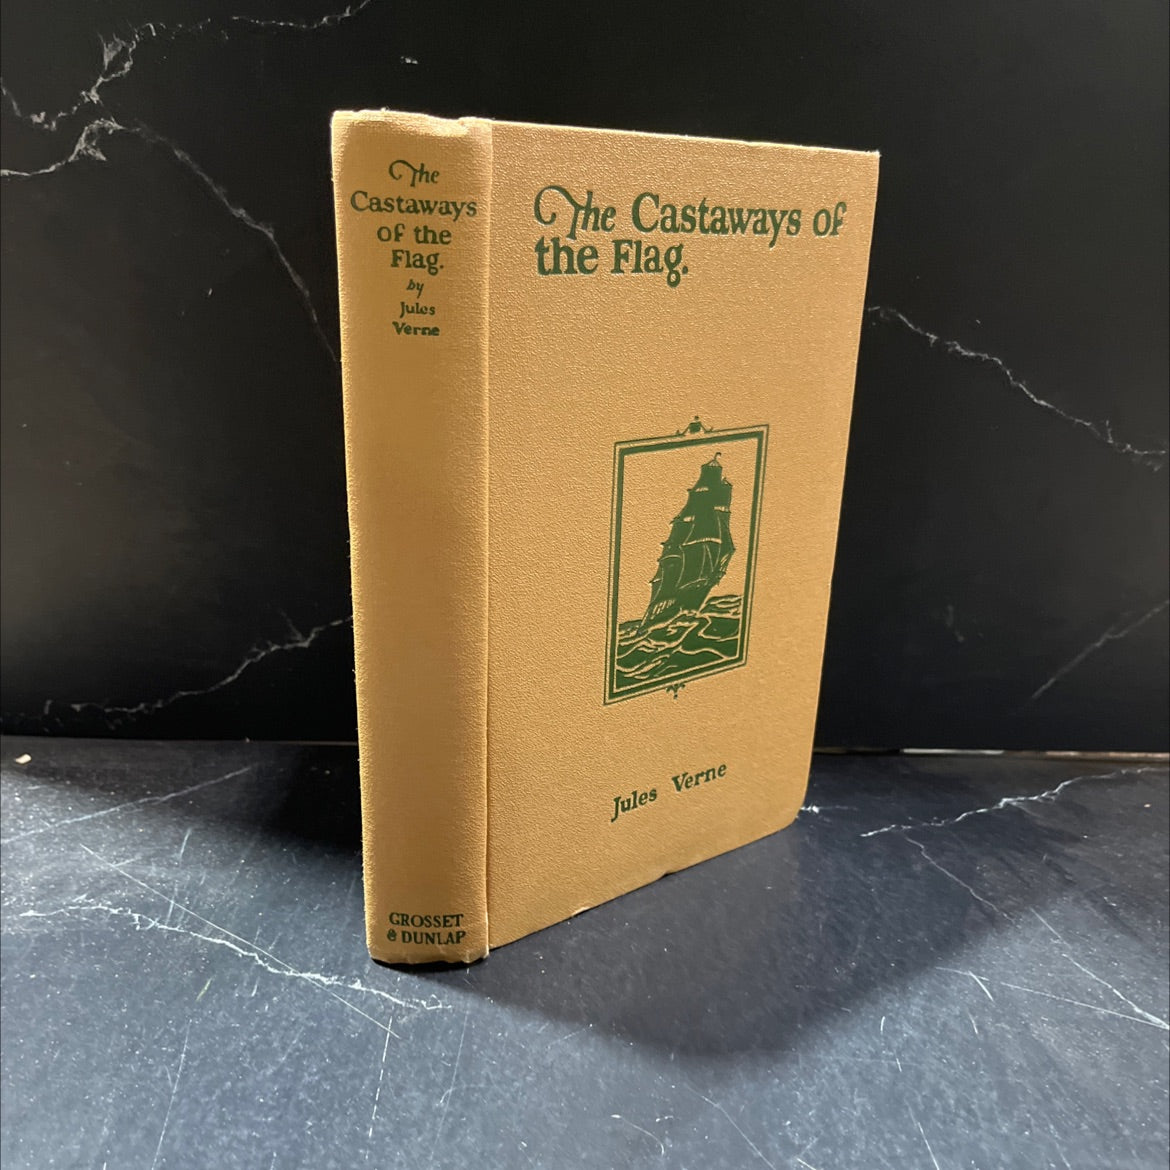 The
Castaways
of the
Flag.
by
Jules
Verne
GROSSET
& DUNLAP
The Castaways of
the Flag.
Jules Verne